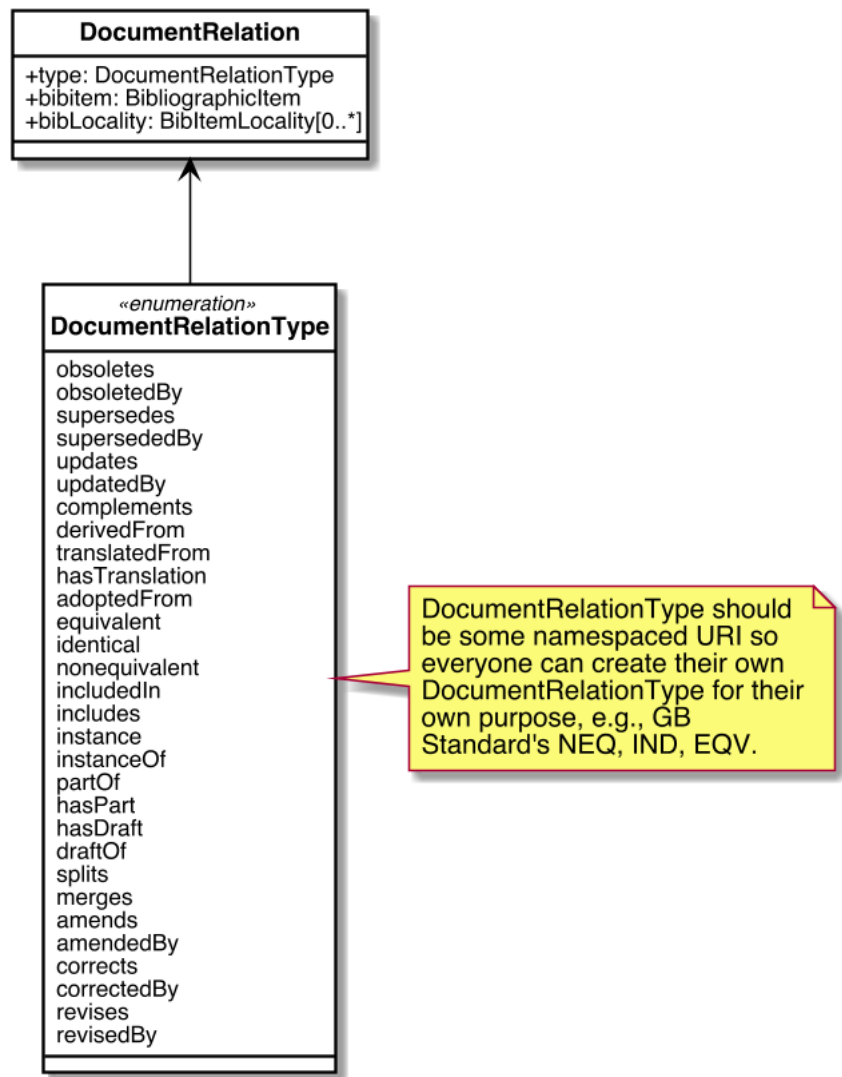 DocumentRelation
+type: DocumentRelationType
+bibitem: BibliographicItem
+bibLocality: BibItemLocality[0..*]
«enumeration»
DocumentRelationType
obsoletes
obsoletedBy
supersedes
supersededBy
updates
updatedBy
complements
derivedFrom
translatedFrom
hasTranslation
adoptedFrom
equivalent
identical
nonequivalent
includedIn
includes
instance
instanceOf
partOf
hasPart
hasDraft
draftOf
splits
merges
amends
amendedBy
corrects
correctedBy
revises
revisedBy
DocumentRelationType should
be some namespaced URI so
everyone can create their own
DocumentRelationType for their
own purpose, e.g., GB
Standard's NEQ, IND, EQV.